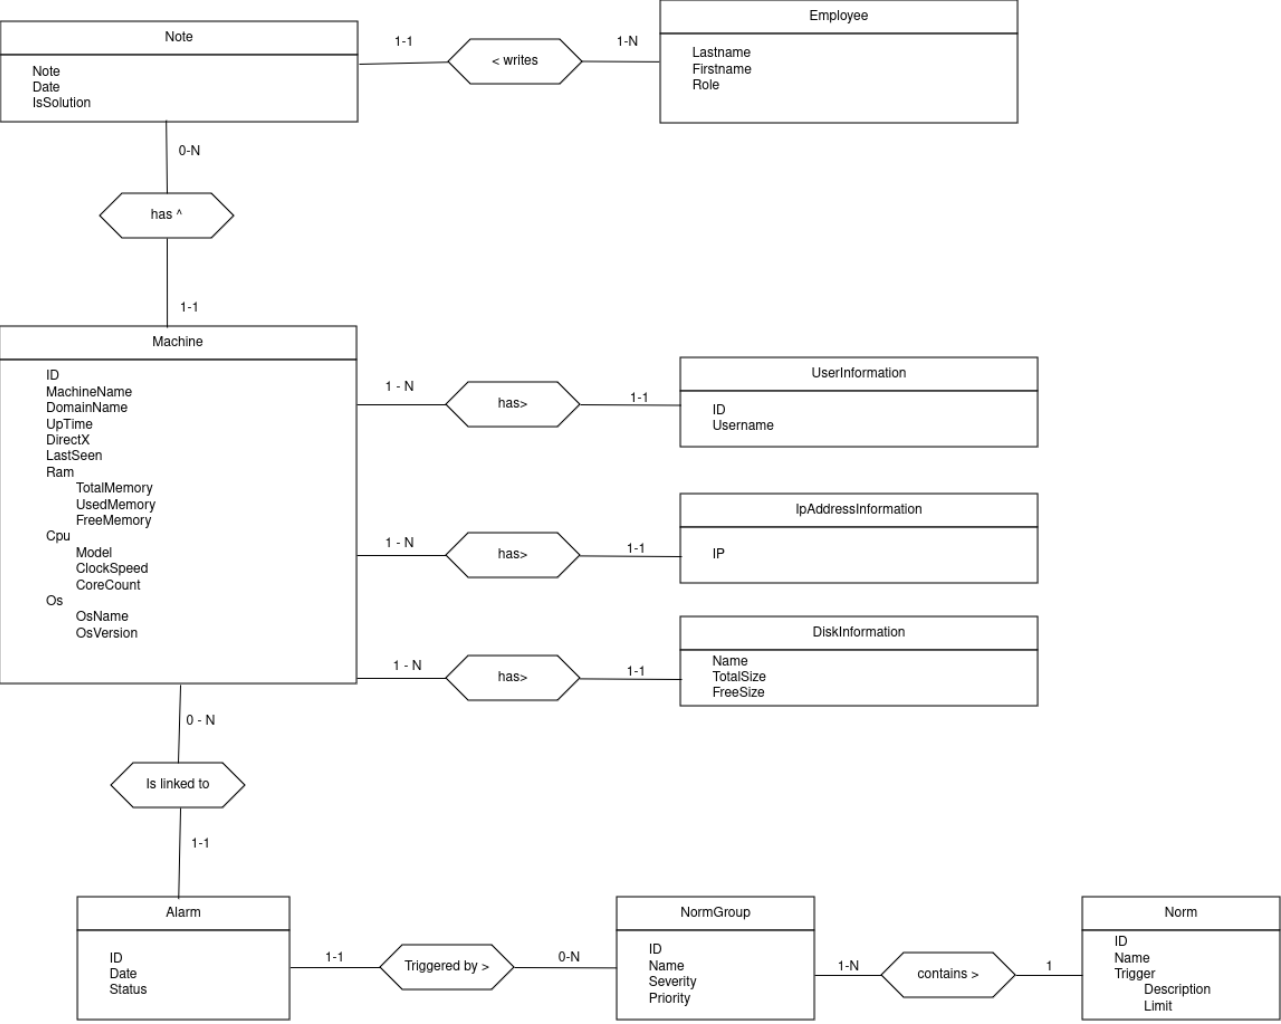 Employee
Note
1-1
1-N
< writes
Lastname
Firstname
Role
Note
Date
IsSolution
0-N
has ^
1-1
Machine
ID
MachineName
DomainName
UpTime
DirectX
LastSeen
Ram
TotalMemory
UsedMemory
FreeMemory
Cpu
Model
ClockSpeed
CoreCount
Os
OsName
OsVersion
1 - N
has>
1-1
UserInformation
ID
Username
1 - N
has>
1-1
IpAddressInformation
IP
1 - N
has>
1-1
DiskInformation
Name
TotalSize
FreeSize
0 - N
Is linked to
1-1
Alarm
ID
Date
Status
1-1
Triggered by >
0-N
NormGroup
ID
Name
Severity
Priority
1-N
contains >
1
Norm
ID
Name
Trigger
Description
Limit